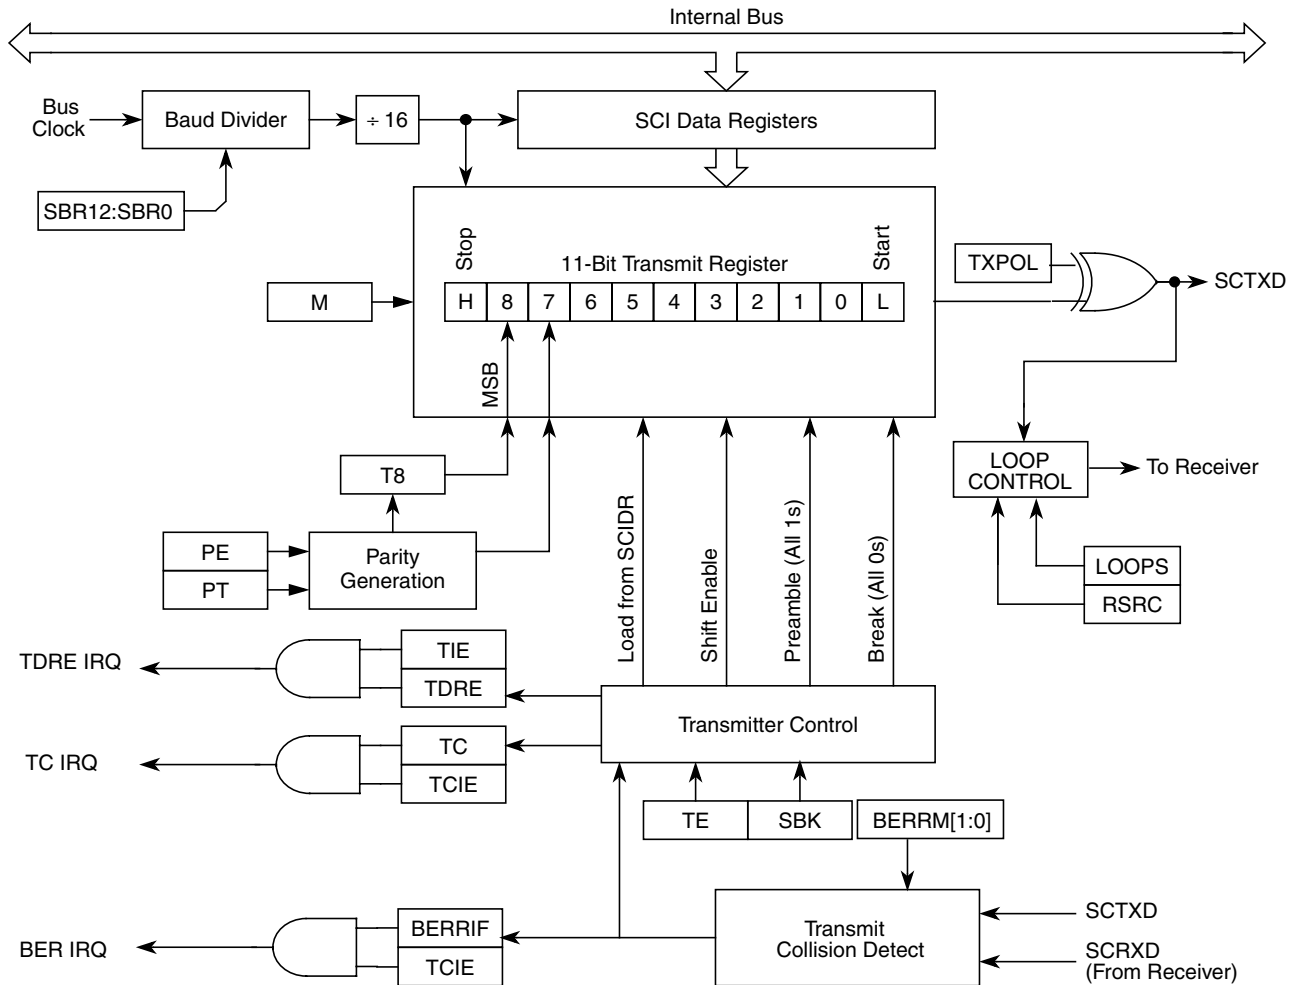 Internal Bus
Bus
Clock
Baud Divider
÷ 16
SCI Data Registers
SBR12:SBR0
Stop
11-Bit Transmit Register
Start
H 8 7 6 5 4 3 2 1 0 L
M
TXPOL
SCTXD
MSB
LOOP
CONTROL
To Receiver
T8
PE
PT
Parity
Generation
Load from SCIDR
Shift Enable
Preamble (All 1s)
Break (All 0s)
LOOPS
RSRC
TDRE IRQ
TIE
TDRE
Transmitter Control
TC IRQ
TC
TCIE
TE
SBK
BERRM[1:0]
BER IRQ
BERRIF
TCIE
Transmit
Collision Detect
SCTXD
SCRXD
(From Receiver)